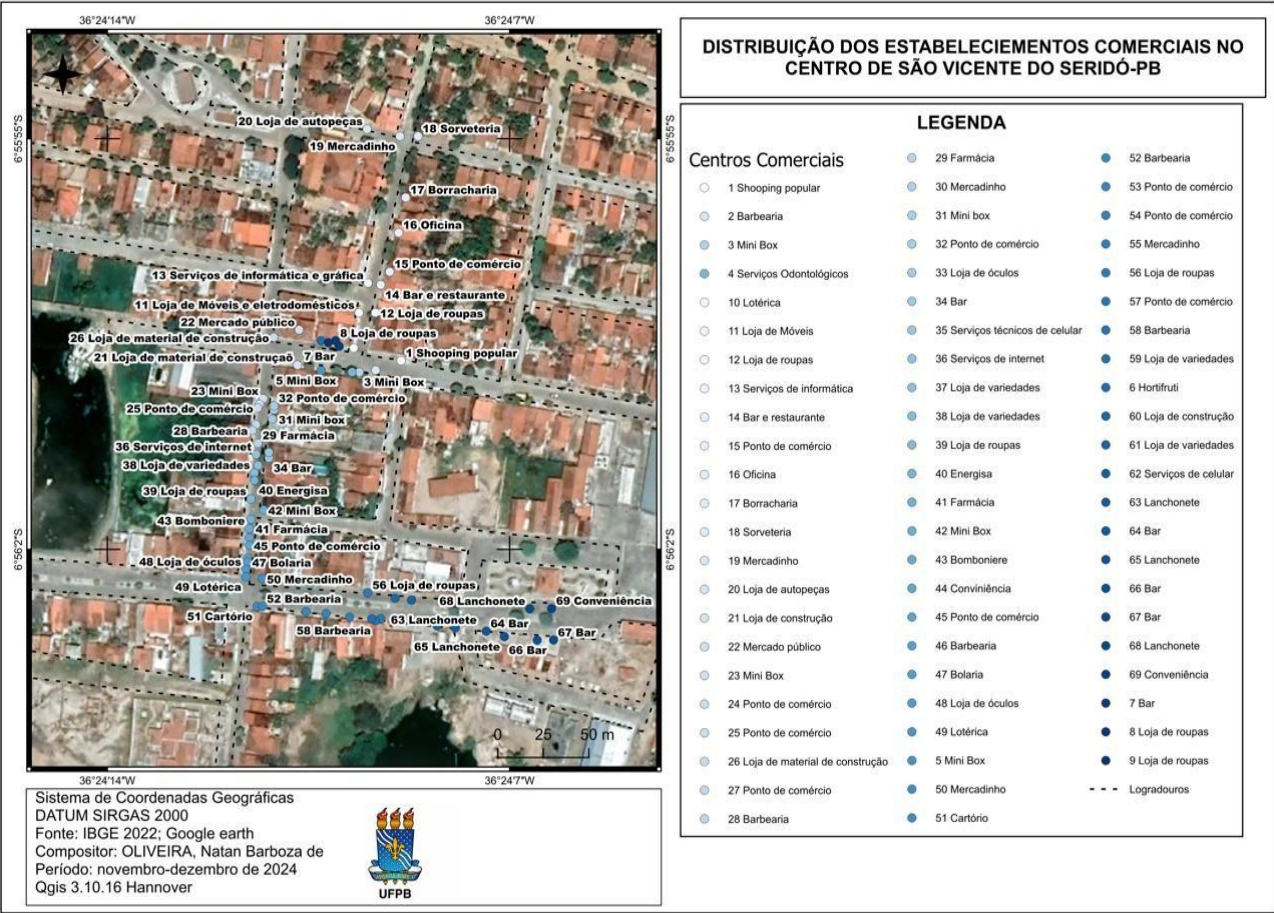 36°24'14"W
36°24'7"W
6°55'55"S
6°55'55"S
20 Loja de autopeças
18 Sorveteria
19 Mercadinho
17 Borracharia
16 Oficina
15 Ponto de comércio
13 Serviços de informática e gráfica
14 Bar e restaurante
11 Loja de Móveis e eletrodomésticos
12 Loja de roupas
22 Mercado público
8 Loja de roupas
26 Loja de material de construção
21 Loja de material de construçaõ
7 Bar
1 Shooping popular
5 Mini Box
3 Mini Box
23 Mini Box
32 Ponto de comércio
25 Ponto de comércio
31 Mini box
28 Barbearia
29 Farmácia
36 Serviços de internet
38 Loja de variedades
34 Bar
39 Loja de roupas
40 Energisa
42 Mini Box
43 Bomboniere
41 Farmácia
45 Ponto de comércio
48 Loja de óculos
47 Bolaria
49 Lotérica
50 Mercadinho
56 Loja de roupas
52 Barbearia
68 Lanchonete
69 Conveniência
51 Cartório
58 Barbearia
63 Lanchonete
64 Bar
67 Bar
65 Lanchonete
66 Bar
6°56'2"S
6°56'2"S
0 25 50 m
36°24'14"W
36°24'7"W
DISTRIBUIÇÃO DOS ESTABELECIEMENTOS COMERCIAIS NO
CENTRO DE SÃO VICENTE DO SERIDÓ-PB
LEGENDA
Centros Comerciais
1 Shooping popular
2 Barbearia
3 Mini Box
4 Serviços Odontológicos
10 Lotérica
11 Loja de Móveis
12 Loja de roupas
13 Serviços de informática
14 Bar e restaurante
15 Ponto de comércio
16 Oficina
17 Borracharia
18 Sorveteria
19 Mercadinho
20 Loja de autopeças
21 Loja de construção
22 Mercado público
23 Mini Box
24 Ponto de comércio
25 Ponto de comércio
26 Loja de material de construção
27 Ponto de comércio
28 Barbearia
29 Farmácia
30 Mercadinho
31 Mini box
32 Ponto de comércio
33 Loja de óculos
34 Bar
35 Serviços técnicos de celular
36 Serviços de internet
37 Loja de variedades
38 Loja de variedades
39 Loja de roupas
40 Energisa
41 Farmácia
42 Mini Box
43 Bomboniere
44 Conviniência
45 Ponto de comércio
46 Barbearia
47 Bolaria
48 Loja de óculos
49 Lotérica
5 Mini Box
50 Mercadinho
51 Cartório
52 Barbearia
53 Ponto de comércio
54 Ponto de comércio
55 Mercadinho
56 Loja de roupas
57 Ponto de comércio
58 Barbearia
59 Loja de variedades
6 Hortifruti
60 Loja de construção
61 Loja de variedades
62 Serviços de celular
63 Lanchonete
64 Bar
65 Lanchonete
66 Bar
67 Bar
68 Lanchonete
69 Conveniência
7 Bar
8 Loja de roupas
9 Loja de roupas
Logradouros
Sistema de Coordenadas Geográficas
DATUM SIRGAS 2000
Fonte: IBGE 2022; Google earth
Compositor: OLIVEIRA, Natan Barboza de
Período: novembro-dezembro de 2024
Qgis 3.10.16 Hannover
UFPB